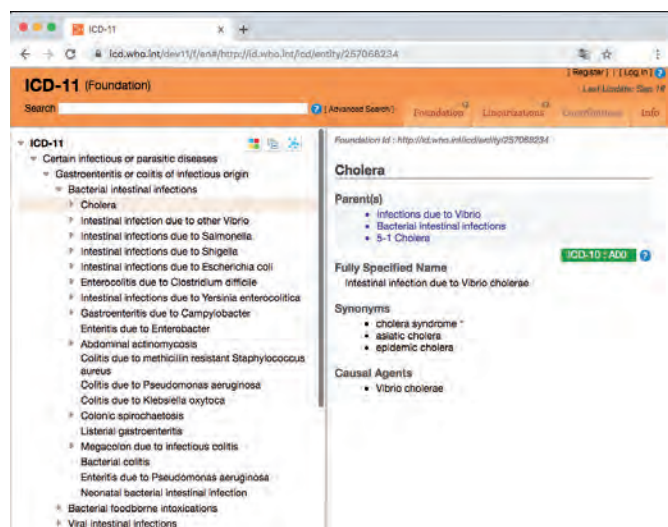 ICD-11
icd.who.int/dev11/f/en#/http://id.who.int/icd/entity/257068234
[ Register ] | [ Log In ]
ICD-11 (Foundation)
Last Update: Sep 16
Search
[ Advanced Search ]
Foundation
Linearizations
Contributions
Info
ICD-11
Certain infectious or parasitic diseases
Gastroenteritis or colitis of infectious origin
Bacterial intestinal infections
Cholera
Intestinal infection due to other Vibrio
Intestinal infections due to Salmonella
Intestinal infections due to Shigella
Intestinal infections due to Escherichia coli
Enterocolitis due to Clostridium difficile
Intestinal infections due to Yersinia enterocolitica
Gastroenteritis due to Campylobacter
Enteritis due to Enterobacter
Abdominal actinomycosis
Colitis due to methicillin resistant Staphylococcus
aureus
Colitis due to Pseudomonas aeruginosa
Colitis due to Klebsiella oxytoca
Colonic spirochaetosis
Listerial gastroenteritis
Megacolon due to infectious colitis
Bacterial colitis
Enteritis due to Pseudomonas aeruginosa
Neonatal bacterial intestinal infection
Bacterial foodborne intoxications
Viral intestinal infections
Foundation Id : http://id.who.int/icd/entity/257068234
Cholera
Parent(s)
Infections due to Vibrio
Bacterial intestinal infections
5-1 Cholera
ICD-10 : A00
Fully Specified Name
Intestinal infection due to Vibrio cholerae
Synonyms
cholera syndrome *
asiatic cholera
epidemic cholera
Causal Agents
Vibrio cholerae